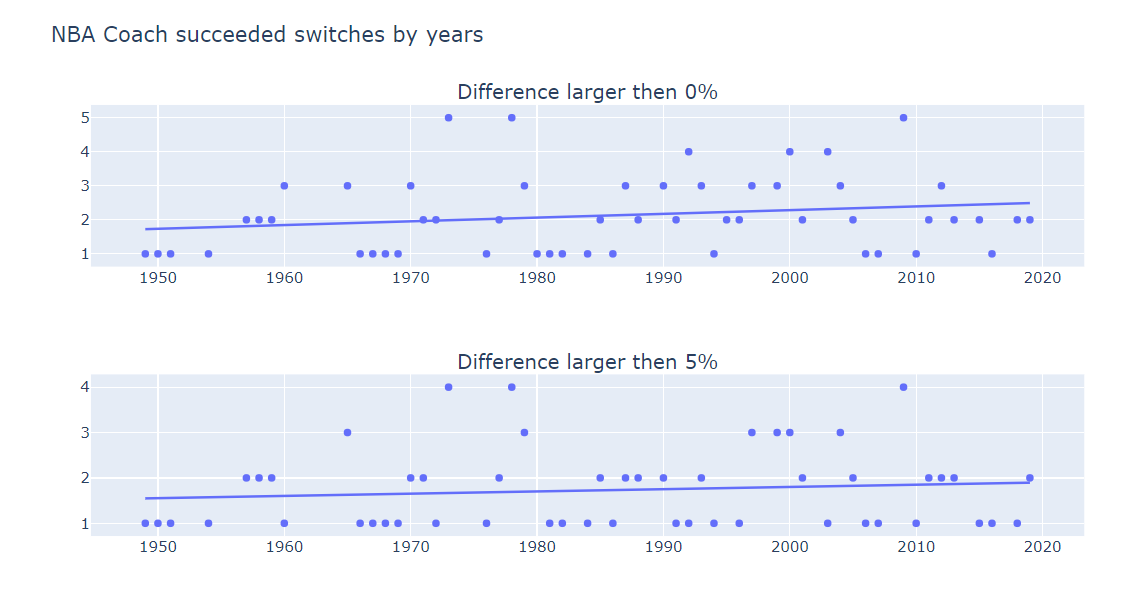 NBA Coach succeeded switches by years
Difference larger then 0%
5
4
3
2
1
1950 1960 1970 1980 1990 2000 2010 2020
Difference larger then 5%
4
3
2
1
1950 1960 1970 1980 1990 2000 2010 2020